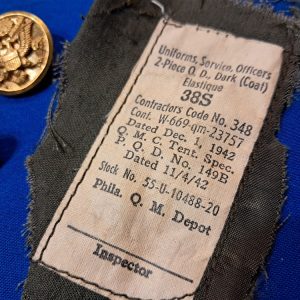 Uniforms, Service, Officers
2-Piece O. D., Dark (Coat)
Elastique
38S
Contractors Code No. 348
Cont. W-669-qm-23757
Dated Dec. 1, 1942
Q. M. C. Tent. Spec.
P. Q. D. No. 149B
Dated 11/4/42
Stock No. 55-U-10488-20
Phila. Q. M. Depot
Inspector